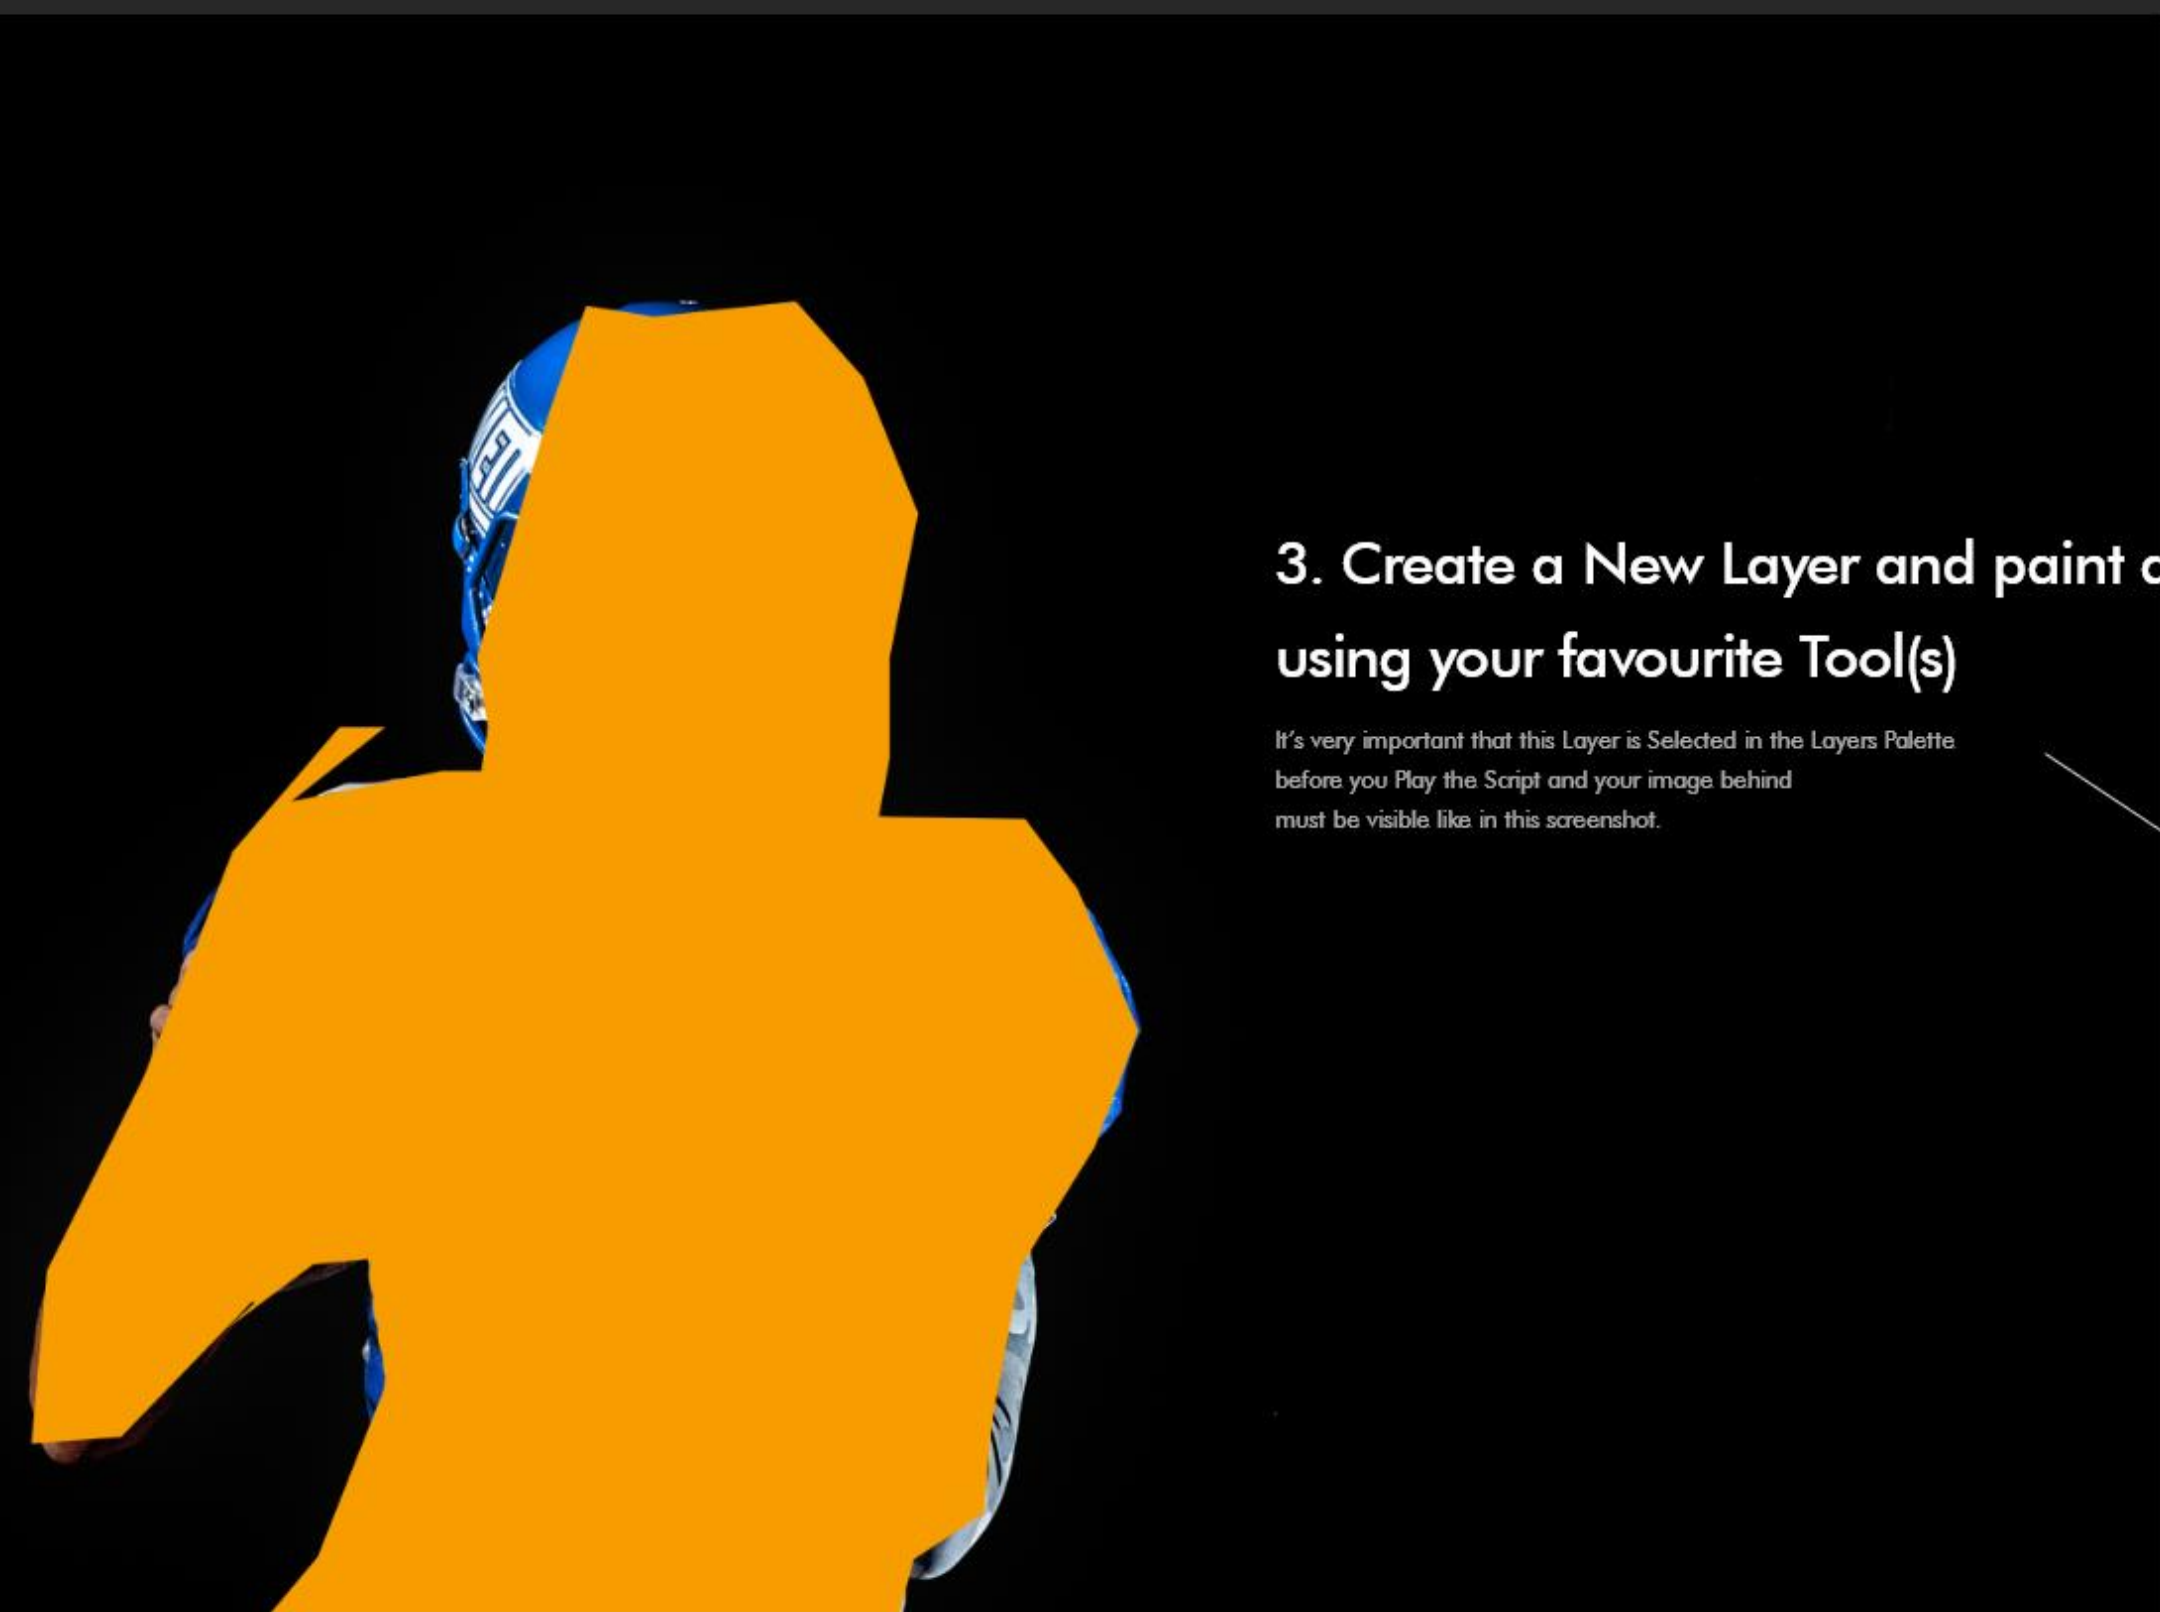 3. Create a New Layer and paint
using your favourite Tool(s)
It's very important that this Layer is Selected in the Layers Palette
before you Play the Script and your image behind
must be visible like in this screenshot.